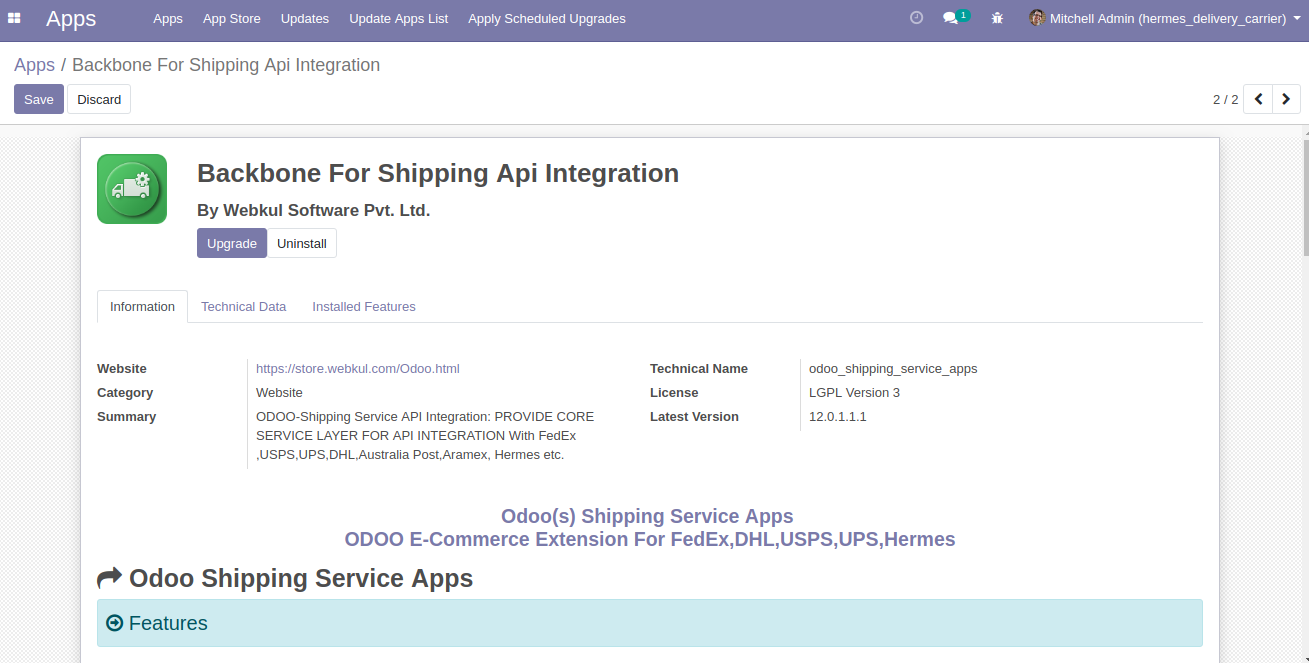 Apps Apps App Store Updates Update Apps List Apply Scheduled Upgrades 1 Mitchell Admin (hermes_delivery_carrier)
Apps / Backbone For Shipping Api Integration
Save Discard 2 / 2
Backbone For Shipping Api Integration
By Webkul Software Pvt. Ltd.
Upgrade Uninstall
Information Technical Data Installed Features
Website https://store.webkul.com/Odoo.html Technical Name odoo_shipping_service_apps
Category Website License LGPL Version 3
Summary ODOO-Shipping Service API Integration: PROVIDE CORE Latest Version 12.0.1.1.1
SERVICE LAYER FOR API INTEGRATION With FedEx
,USPS,UPS,DHL,Australia Post,Aramex, Hermes etc.
Odoo(s) Shipping Service Apps
ODOO E-Commerce Extension For FedEx,DHL,USPS,UPS,Hermes
Odoo Shipping Service Apps
Features